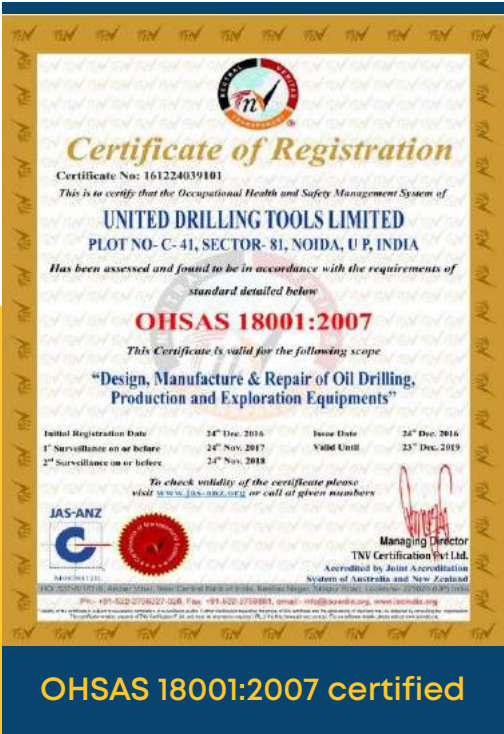 NEUTRAL VERITAS
TNV
TRANSPARENT
Certificate of Registration
Certificate No: 161224039101
This is to certify that the Occupational Health and Safety Management System of
UNITED DRILLING TOOLS LIMITED
PLOT NO- C- 41, SECTOR- 81, NOIDA, U P, INDIA
Has been assessed and found to be in accordance with the requirements of
standard detailed below
OHSAS 18001:2007
This Certificate is valid for the following scope
“Design, Manufacture & Repair of Oil Drilling,
Production and Exploration Equipments”
Initial Registration Date 24th Dec. 2016 Issue Date 24th Dec. 2016
1st Surveillance on or before 24th Nov. 2017 Valid Until 23rd Dec. 2019
2nd Surveillance on or before 24th Nov. 2018
To check validity of the certificate please
visit www.jas-anz.org or call at given numbers
JAS-ANZ
C
Managing Director
TNV Certification Pvt Ltd.
Accredited by Joint Accreditation
System of Australia and New Zealand
OHSAS 18001:2007 certified